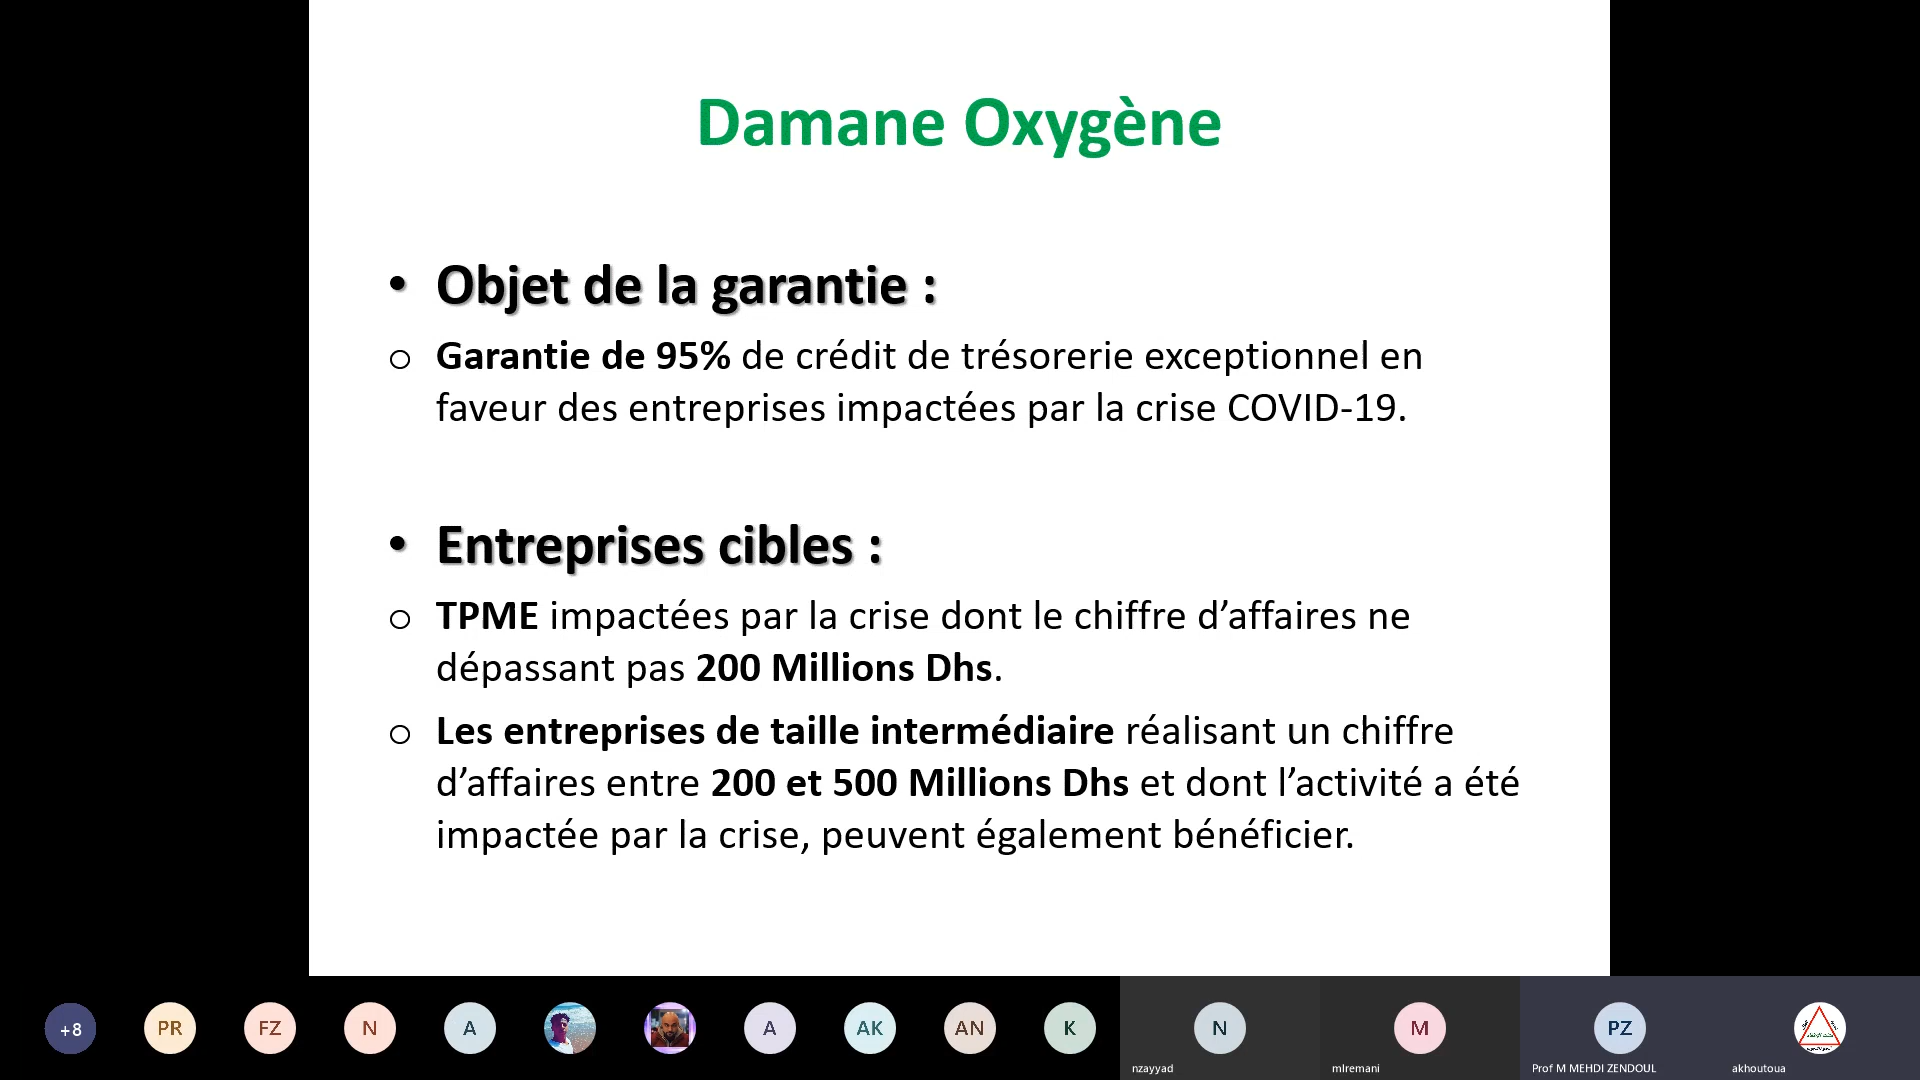 Damane Oxygène
• Objet de la garantie :
o Garantie de 95% de crédit de trésorerie exceptionnel en
faveur des entreprises impactées par la crise COVID-19.
• Entreprises cibles :
o TPME impactées par la crise dont le chiffre d’affaires ne
dépassant pas 200 Millions Dhs.
o Les entreprises de taille intermédiaire réalisant un chiffre
d’affaires entre 200 et 500 Millions Dhs et dont l’activité a été
impactée par la crise, peuvent également bénéficier.
+8 PR FZ N A A AK AN K N M PZ
nzayyad mlremani Prof M MEHDI ZENDOUL akhoutoua